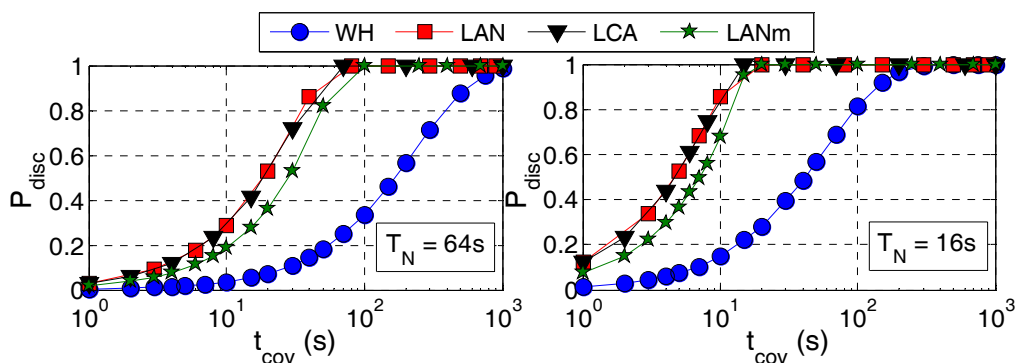 WH LAN LCA LANm
P_disc
1
0.8
0.6
0.4
0.2
0
T_N = 64s
10^0 10^1 10^2 10^3
t_cov (s)
P_disc
1
0.8
0.6
0.4
0.2
0
T_N = 16s
10^0 10^1 10^2 10^3
t_cov (s)